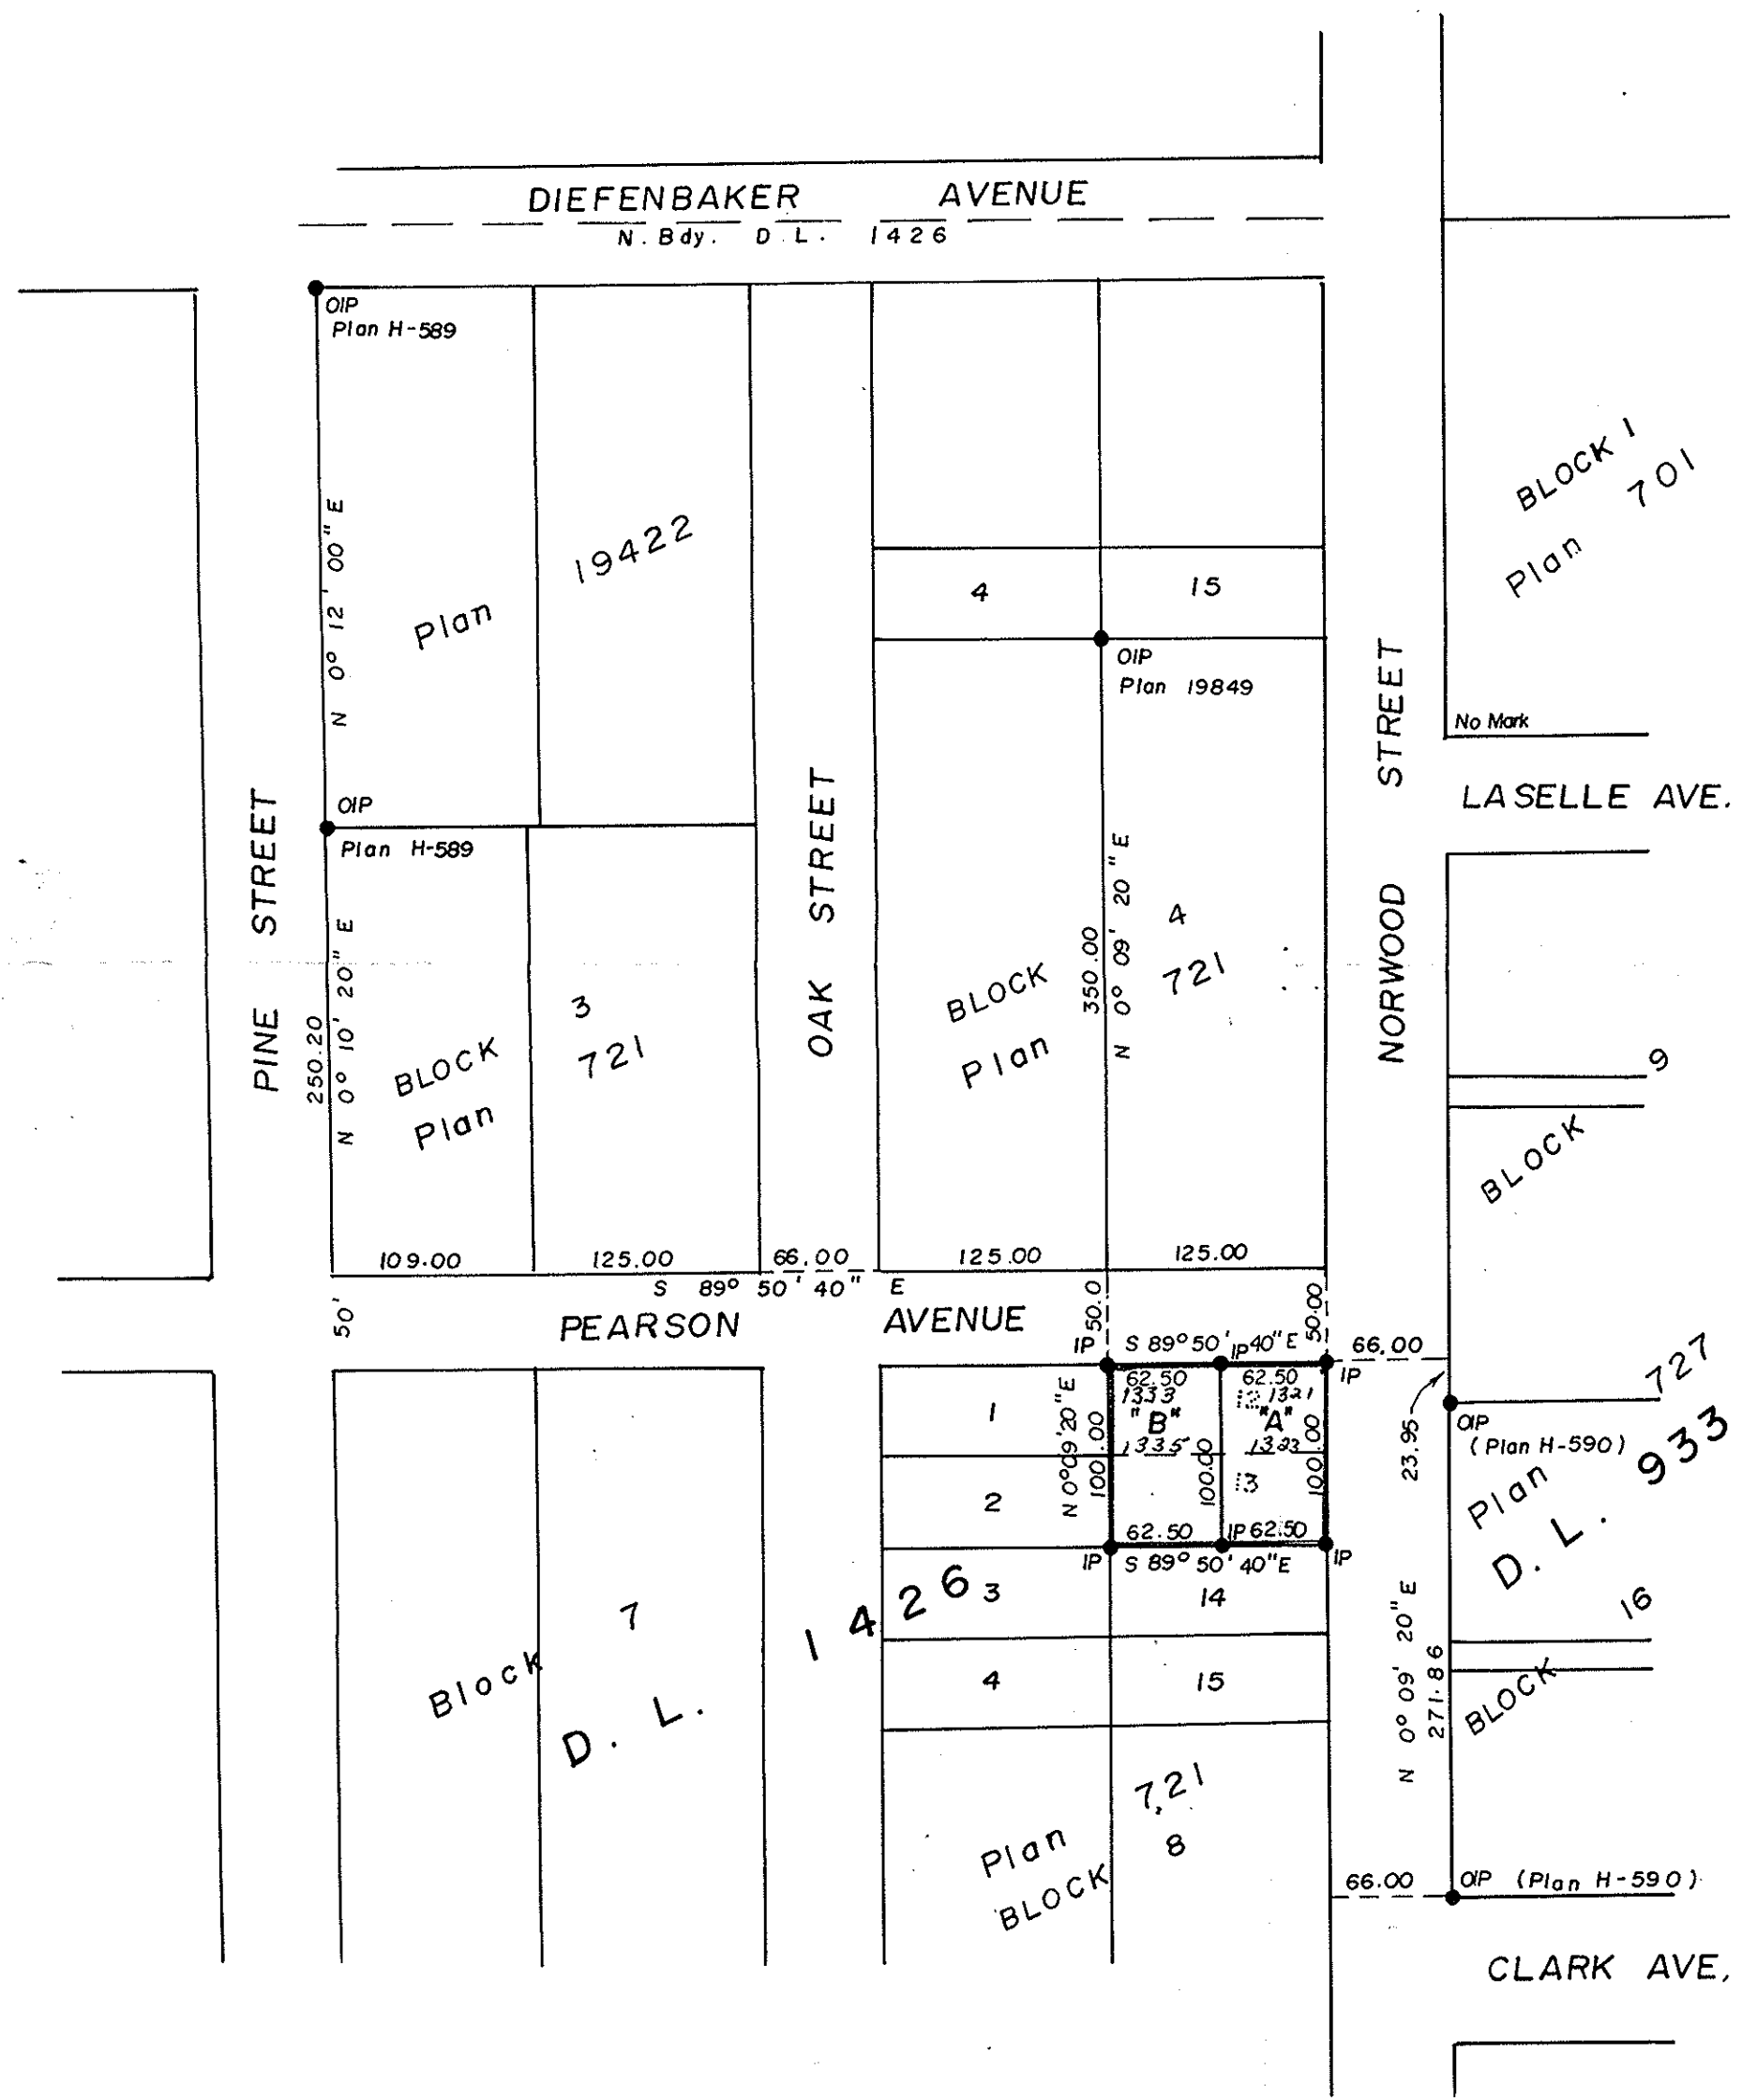 DIEFENBAKER AVENUE
N. Bdy. D.L. 1426
OIP
Plan H-589
N 0° 12' 00" E
Plan 19422
4
15
OIP
Plan 19849
BLOCK 1
Plan 701
No Mark
LASELLE AVE.
OIP
Plan H-589
PINE STREET
OAK STREET
NORWOOD STREET
250.20
N 0° 10' 20" E
BLOCK 3
Plan 721
350.00
N 0° 09' 20" E
BLOCK 4
Plan 721
BLOCK 9
109.00
125.00
66.00
125.00
125.00
S 89° 50' 40" E
50'
PEARSON AVENUE
50.0
50.00
IP
S 89° 50' 40" E
IP
IP
66.00
62.50
62.50
1333
12 1321
"B"
"A"
1335
1323
13
1
2
N 0° 09' 20" E
100.00
100.00
100.00
62.50
IP
62.50
IP
S 89° 50' 40" E
IP
23.95
OIP
(Plan H-590)
Plan 727
D. L. 933
Block 7
D. L. 1426
3
14
4
15
Plan 721
BLOCK 8
N 0° 09' 20" E
271.86
BLOCK 16
66.00
OIP (Plan H-590)
CLARK AVE.